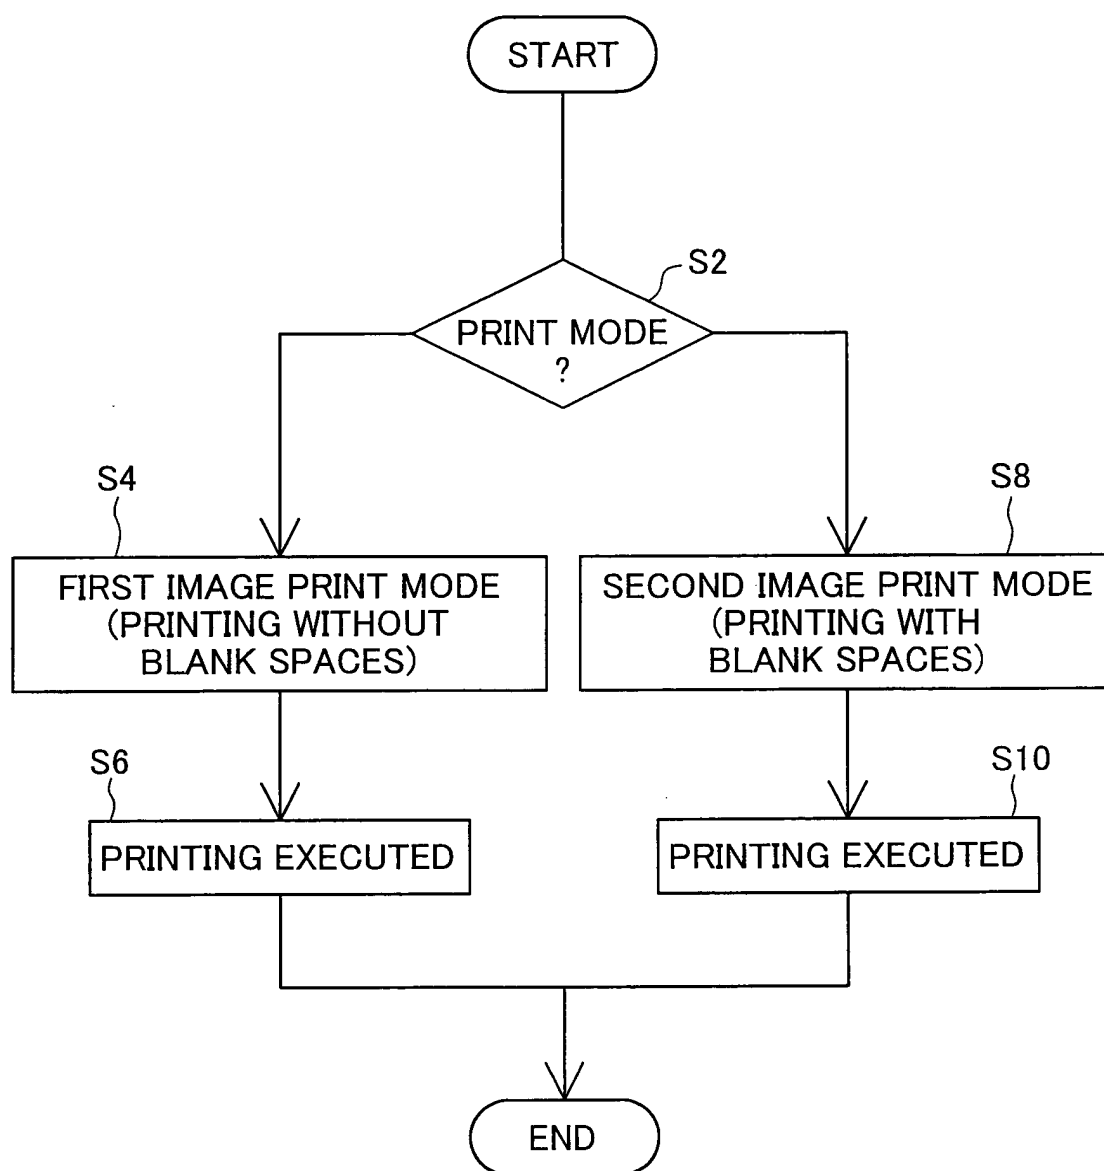 START
S2
PRINT MODE
?
S4
FIRST IMAGE PRINT MODE
(PRINTING WITHOUT
BLANK SPACES)
S8
SECOND IMAGE PRINT MODE
(PRINTING WITH
BLANK SPACES)
S6
PRINTING EXECUTED
S10
PRINTING EXECUTED
END